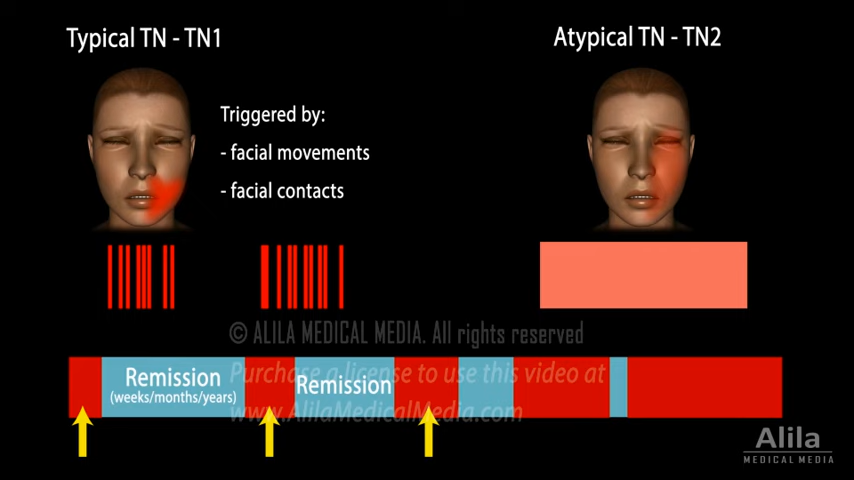 Typical TN - TN1
Atypical TN - TN2
Triggered by:
- facial movements
- facial contacts
© ALILA MEDICAL MEDIA. All rights reserved
Remission
(weeks/months/years)
Remission
Purchase a license to use this video at
www.AlilaMedicalMedia.com
Alila
MEDICAL MEDIA